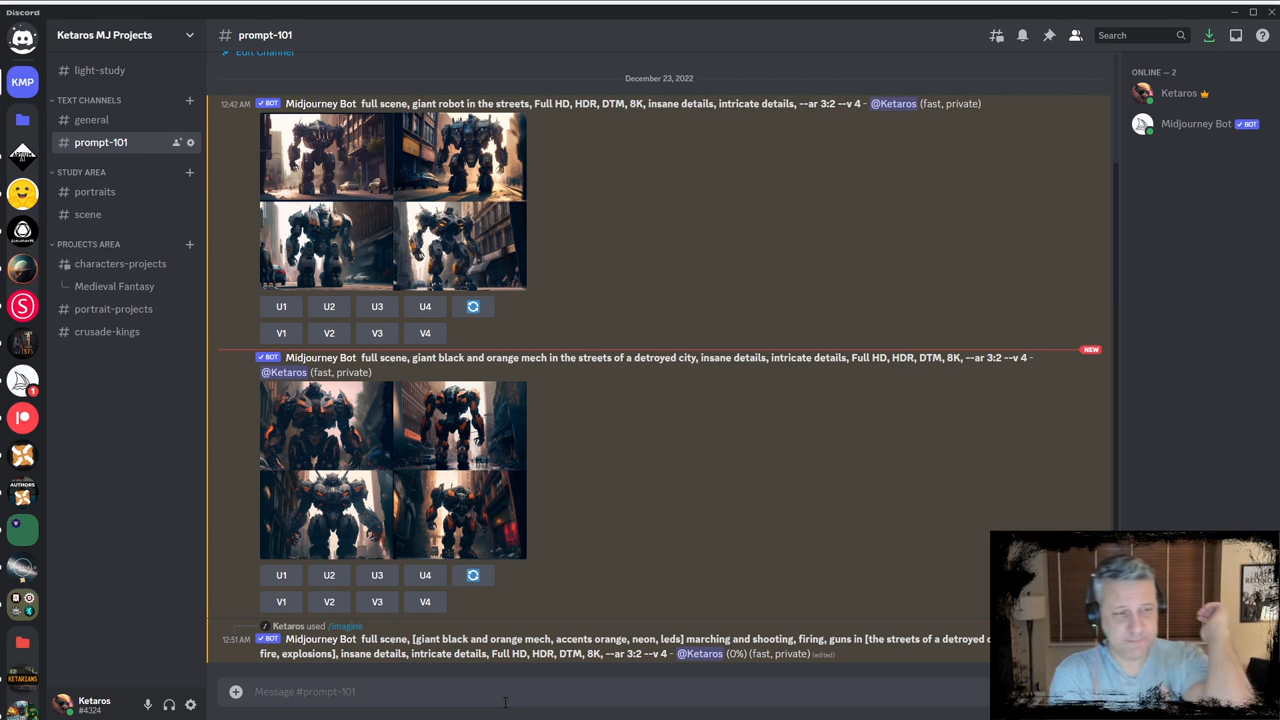 Discord
Ketaros MJ Projects
# prompt-101
Search
light-study
Edit Channel
KMP
TEXT CHANNELS
general
prompt-101
STUDY AREA
portraits
scene
PROJECTS AREA
characters-projects
Medieval Fantasy
portrait-projects
crusade-kings
AUTHORS
KETARIANS
1
Ketaros
#4324
December 23, 2022
12:42 AM BOT Midjourney Bot full scene, giant robot in the streets, Full HD, HDR, DTM, 8K, insane details, intricate details, --ar 3:2 --v 4 - @Ketaros (fast, private)
U1 U2 U3 U4
V1 V2 V3 V4
NEW
BOT Midjourney Bot full scene, giant black and orange mech in the streets of a detroyed city, insane details, intricate details, Full HD, HDR, DTM, 8K, --ar 3:2 --v 4 -
@Ketaros (fast, private)
U1 U2 U3 U4
V1 V2 V3 V4
Ketaros used /imagine
12:51 AM BOT Midjourney Bot full scene, [giant black and orange mech, accents orange, neon, leds] marching and shooting, firing, guns in [the streets of a detroyed
fire, explosions], insane details, intricate details, Full HD, HDR, DTM, 8K, --ar 3:2 --v 4 - @Ketaros (0%) (fast, private) (edited)
Message #prompt-101
ONLINE — 2
Ketaros
Midjourney Bot BOT